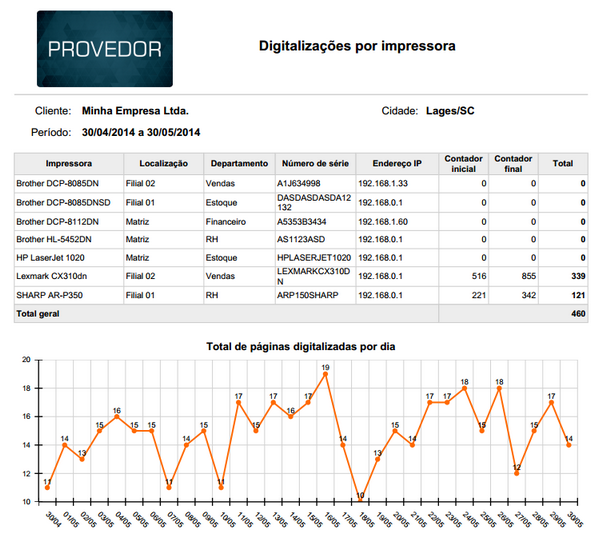 PROVEDOR
Digitalizações por impressora
Cliente: Minha Empresa Ltda. Cidade: Lages/SC
Período: 30/04/2014 a 30/05/2014
Impressora Localização Departamento Número de série Endereço IP Contador inicial Contador final Total
Brother DCP-8085DN Filial 02 Vendas A1J634998 192.168.1.33 0 0 0
Brother DCP-8085DNSD Filial 01 Estoque DASDASDASDA12132 192.168.0.1 0 0 0
Brother DCP-8112DN Matriz Financeiro A5353B3434 192.168.1.60 0 0 0
Brother HL-5452DN Matriz RH AS1123ASD 192.168.0.1 0 0 0
HP LaserJet 1020 Matriz Estoque HPLASERJET1020 192.168.0.1 0 0 0
Lexmark CX310dn Filial 02 Vendas LEXMARKCX310DN 192.168.0.1 516 855 339
SHARP AR-P350 Filial 01 RH ARP150SHARP 192.168.0.1 221 342 121
Total geral 460
Total de páginas digitalizadas por dia
20
18
16
14
12
10
11 14 13 15 16 15 15 11 14 15 11 17 15 17 16 17 19 14 10 13 15 14 17 17 18 15 18 12 15 17 14
30/04 01/05 02/05 03/05 04/05 05/05 06/05 07/05 08/05 09/05 10/05 11/05 12/05 13/05 14/05 15/05 16/05 17/05 18/05 19/05 20/05 21/05 22/05 23/05 24/05 25/05 26/05 27/05 28/05 29/05 30/05